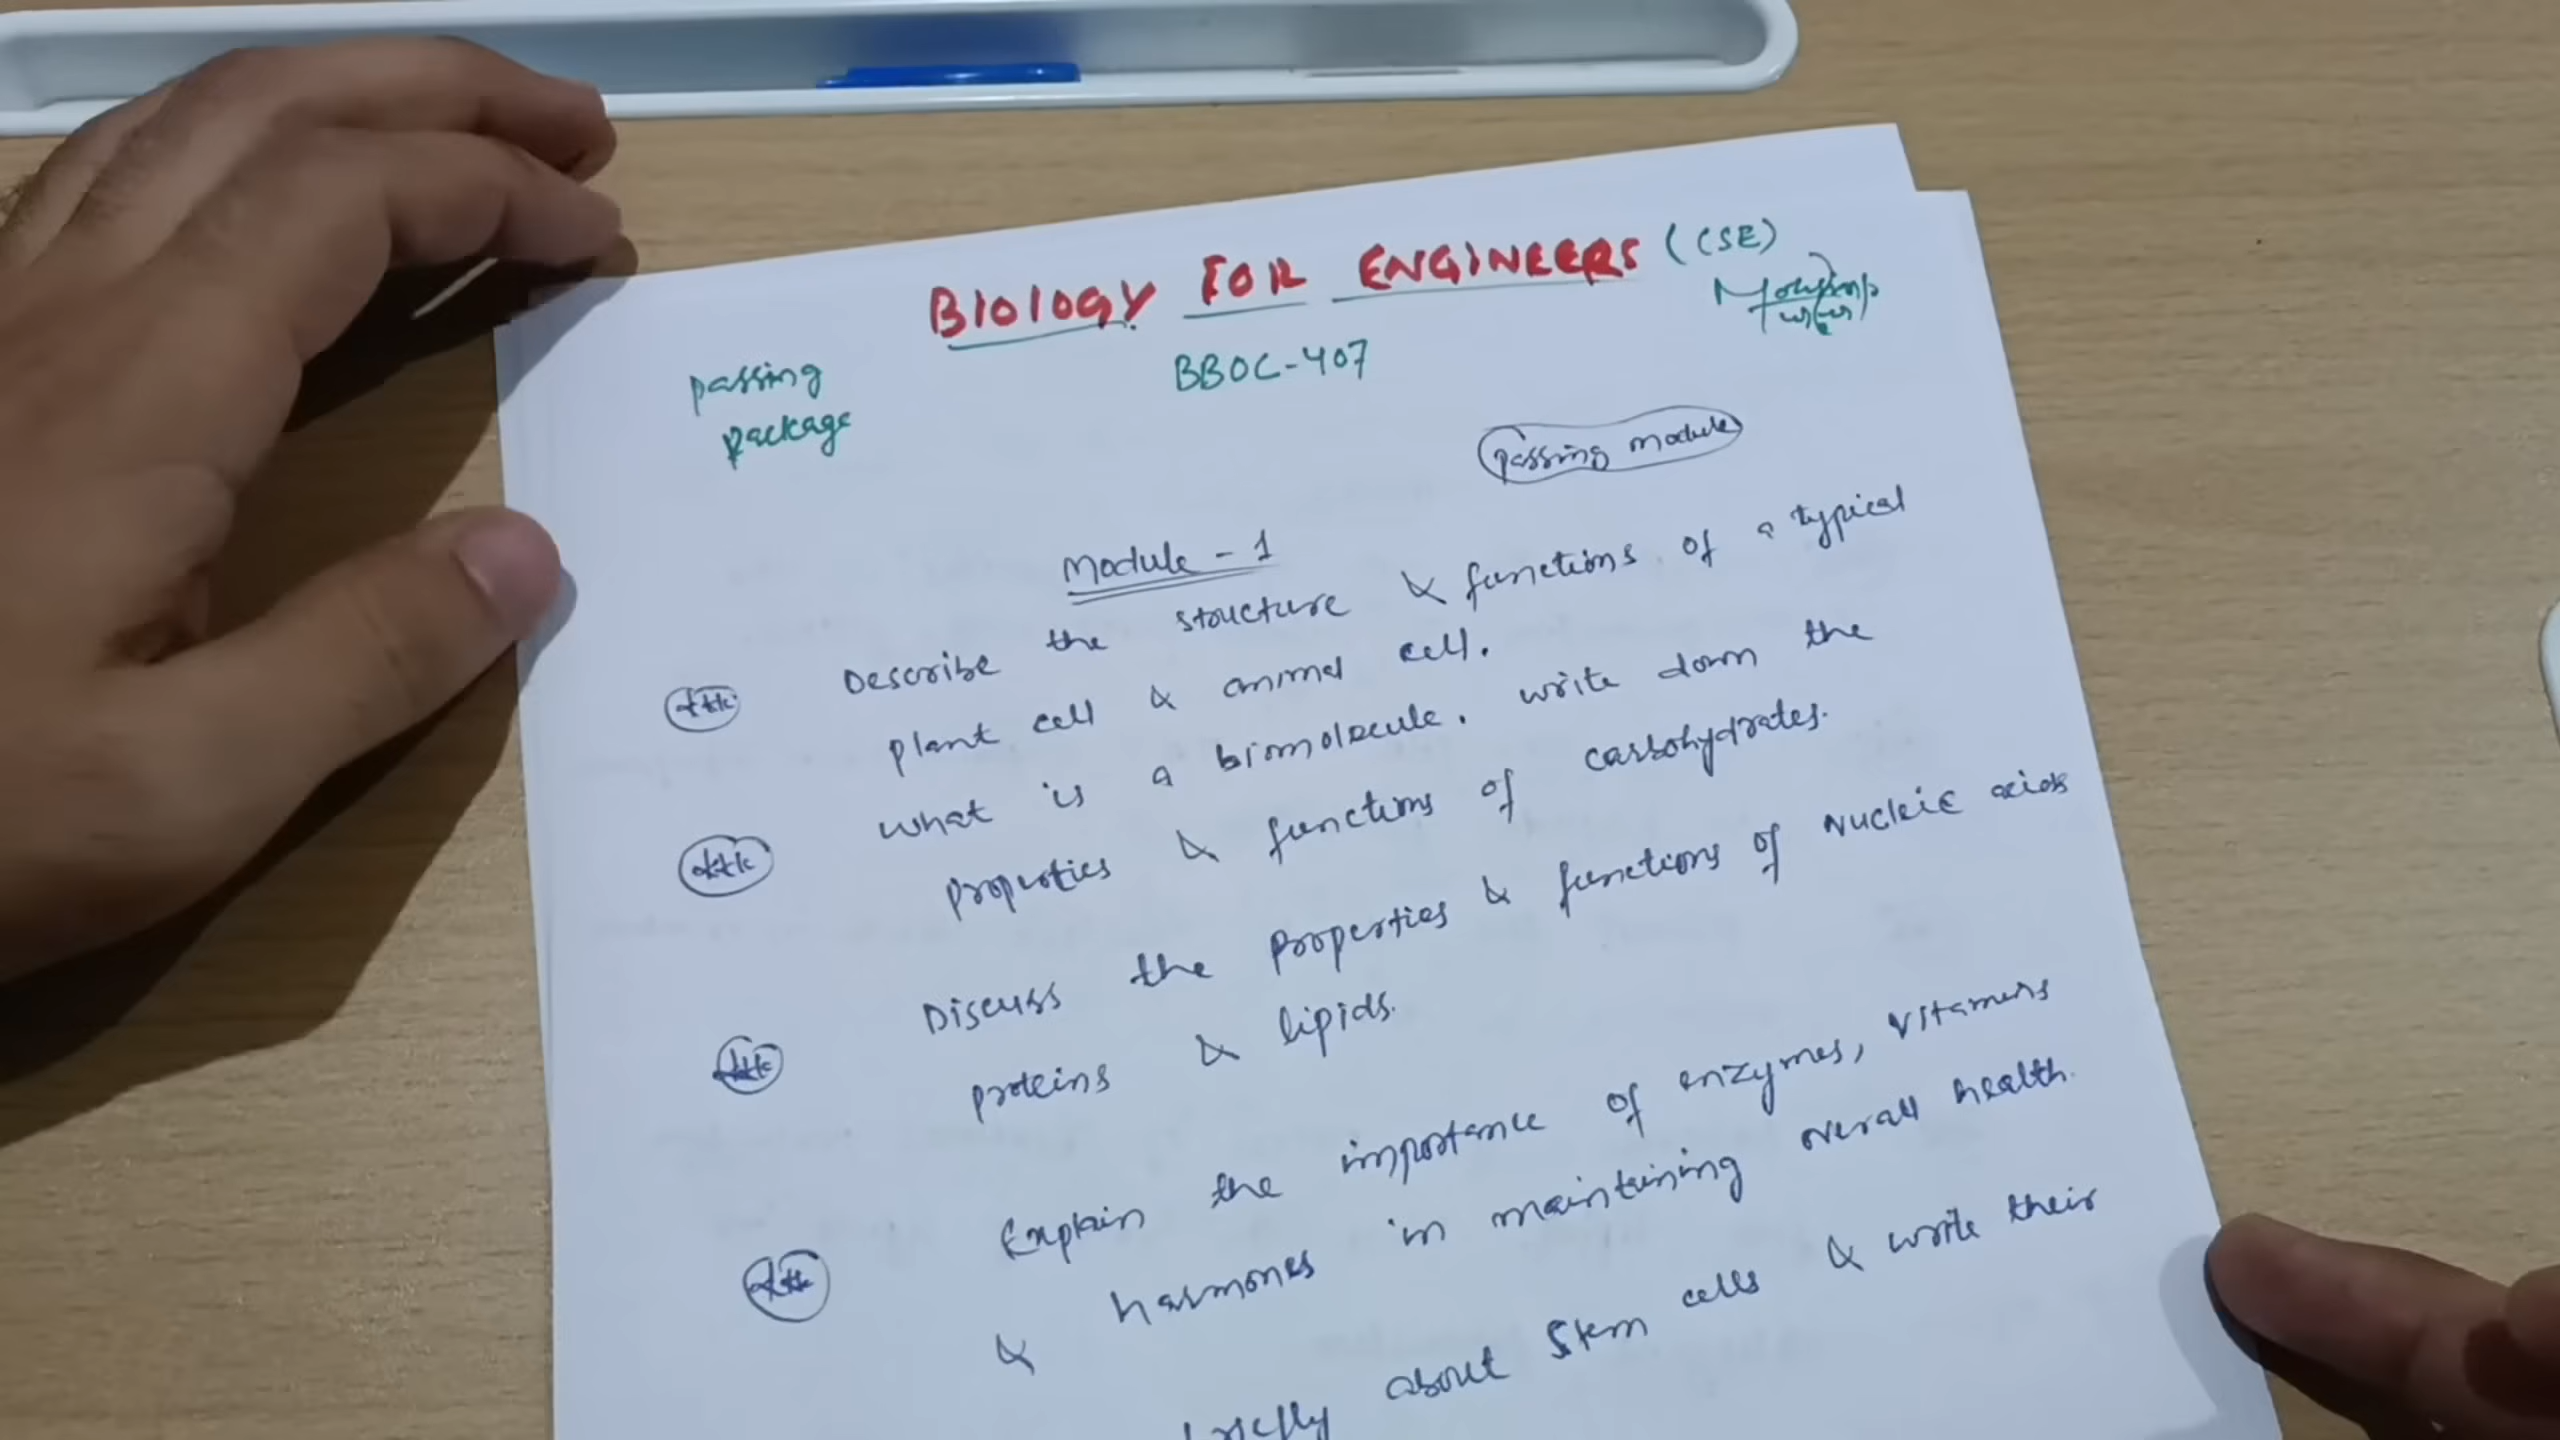 BIOLOGY FOR ENGINEERS (CSE)
BBOC-407
passing
package
passing module
Module - 1
Describe the structure & functions of a typical
plant cell & animal cell.
What is a biomolecule. write down the
properties & functions of carbohydrates.
Discuss the properties & functions of Nucleic acids
proteins & lipids.
Explain the importance of enzymes, vitamins
& harmones in maintaining overall health.
briefly about stem cells & write their